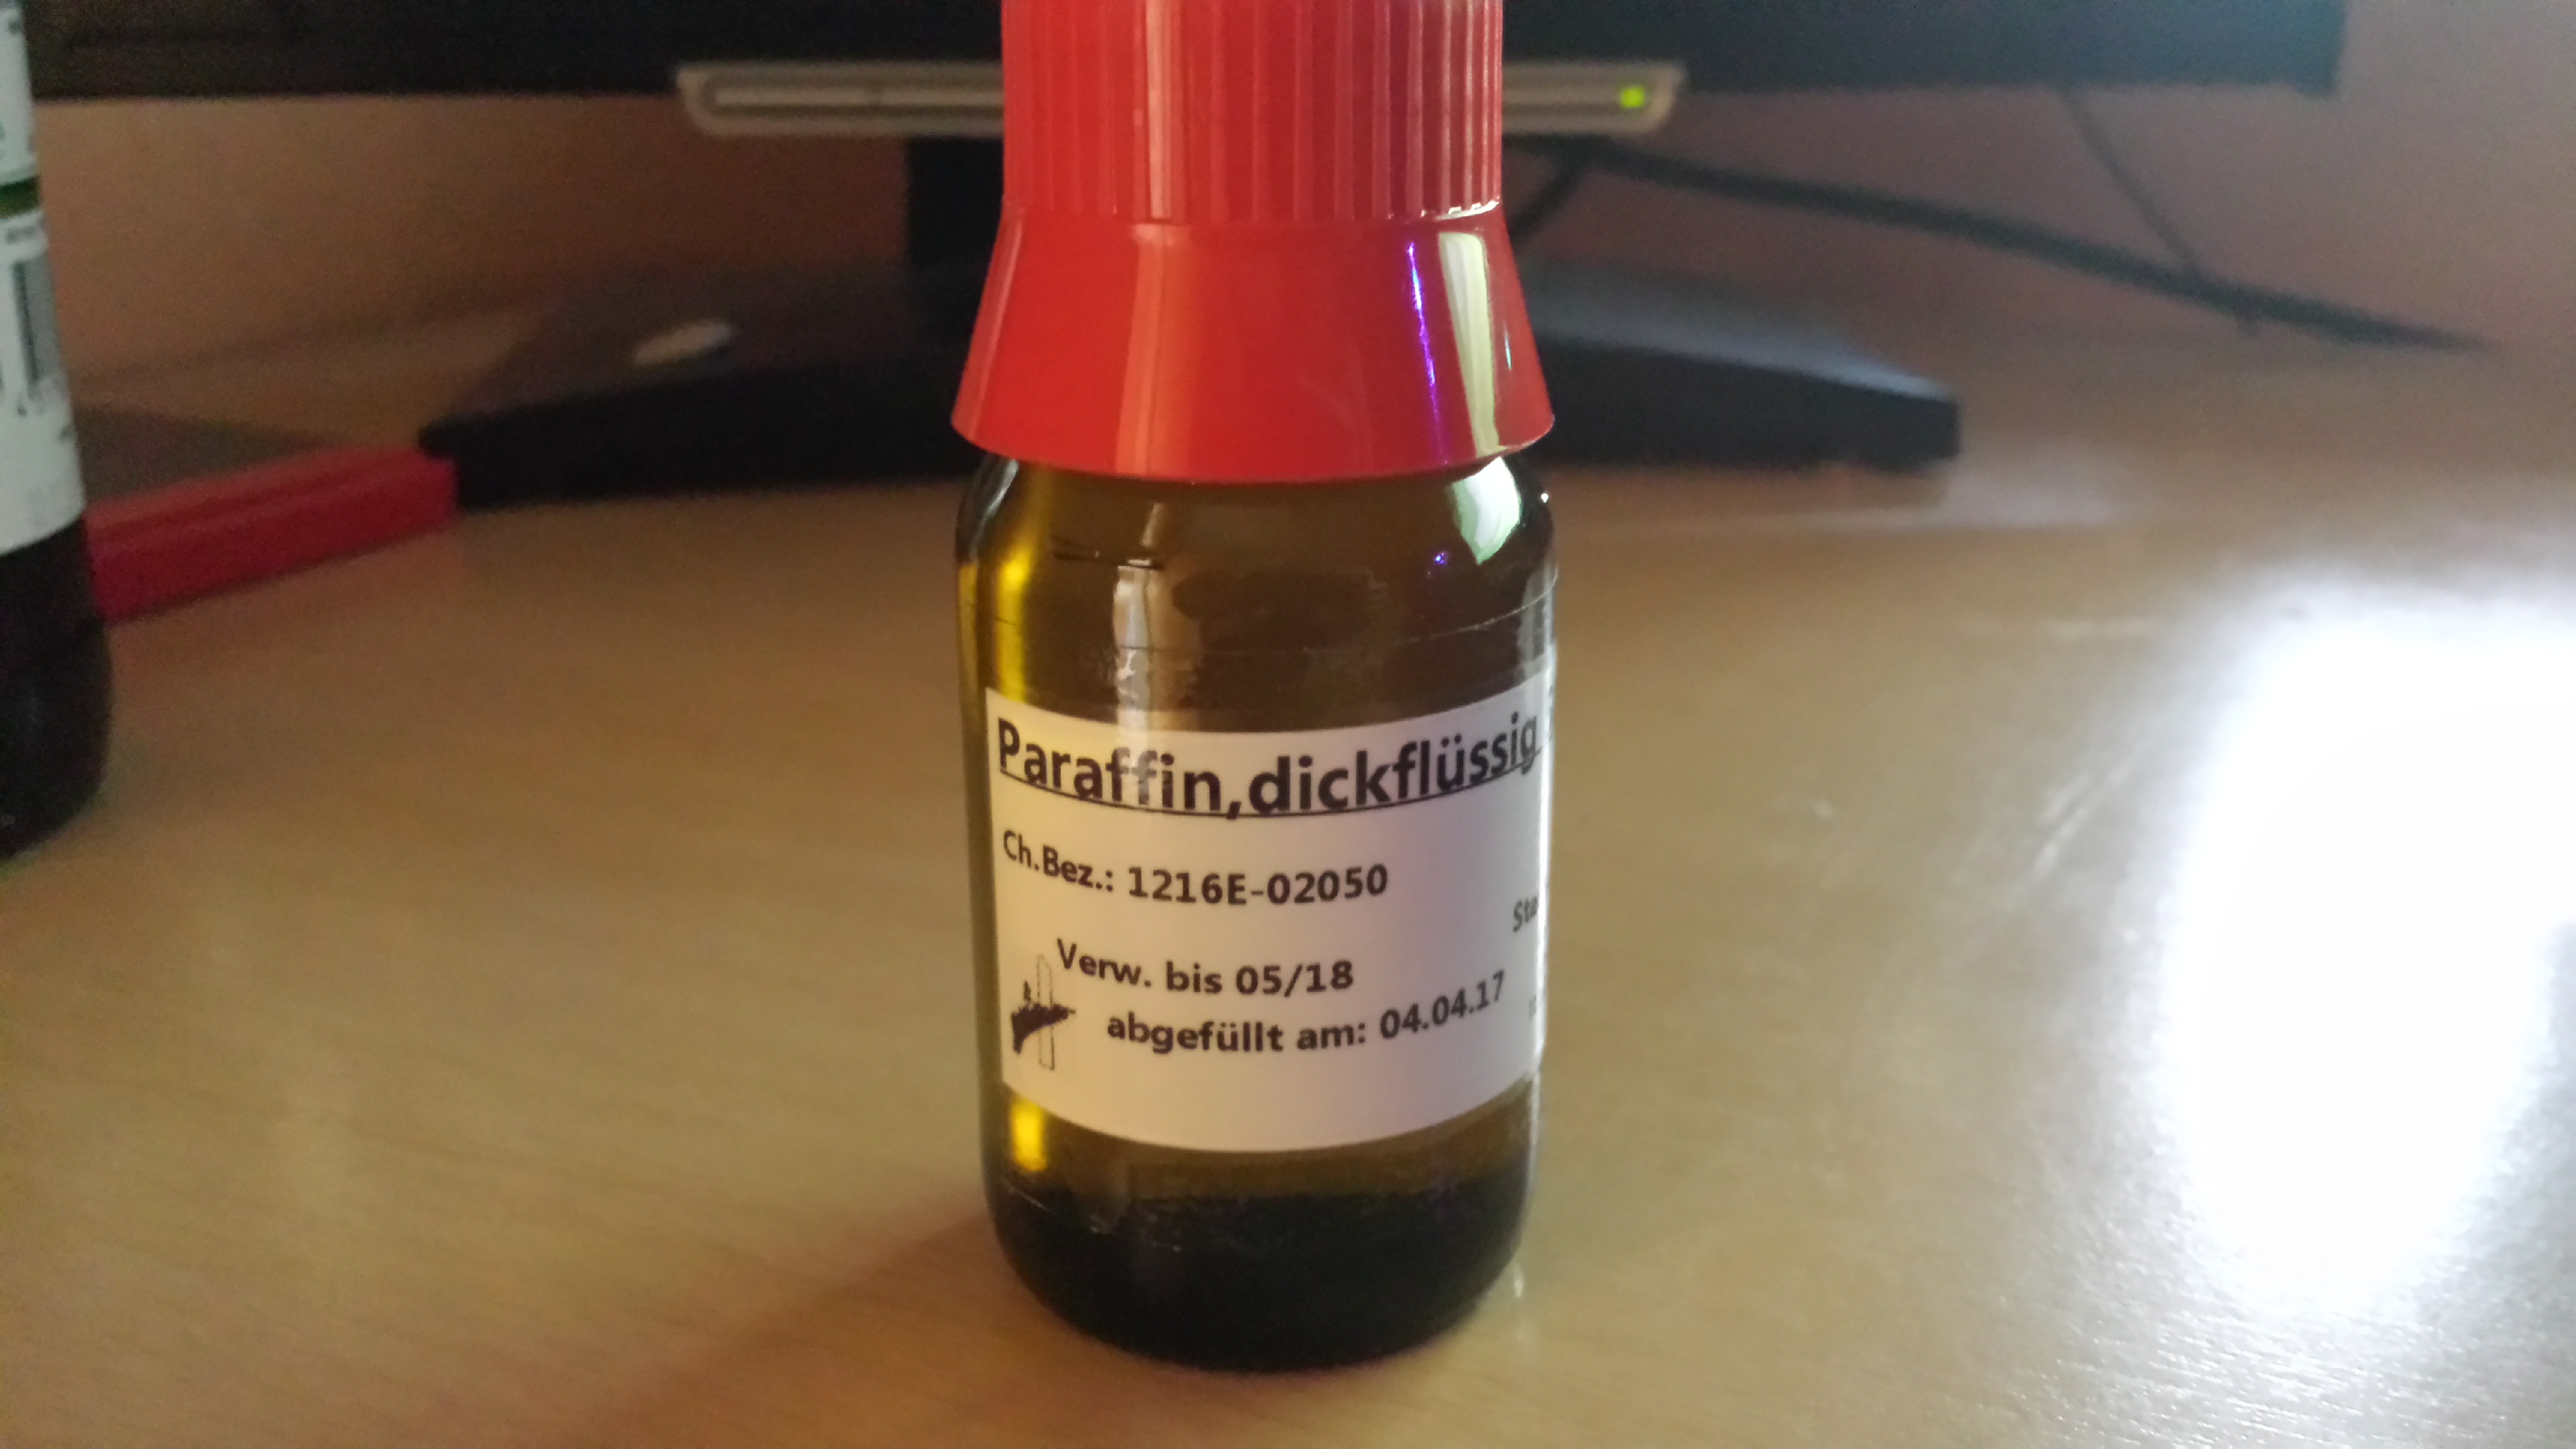 Paraffin,dickflüssig
Ch.Bez.: 1216E-02050
Verw. bis 05/18
abgefüllt am: 04.04.17